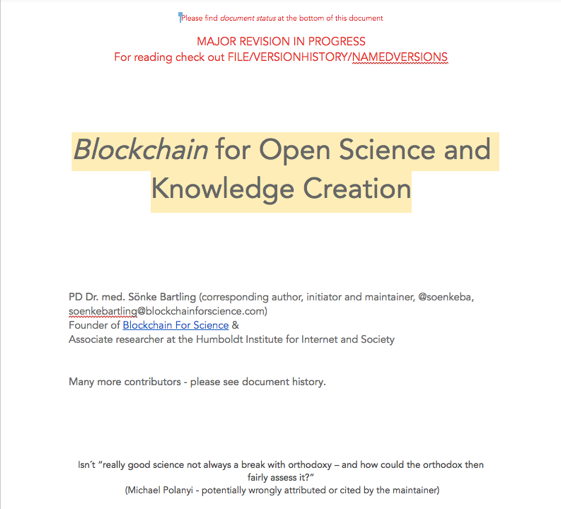 Please find document status at the bottom of this document
MAJOR REVISION IN PROGRESS
For reading check out FILE/VERSIONHISTORY/NAMEDVERSIONS
Blockchain for Open Science and
Knowledge Creation
PD Dr. med. Sönke Bartling (corresponding author, initiator and maintainer, @soenkeba,
soenkebartling@blockchainforscience.com)
Founder of Blockchain For Science &
Associate researcher at the Humboldt Institute for Internet and Society
Many more contributors - please see document history.
Isn´t “really good science not always a break with orthodoxy – and how could the orthodox then
fairly assess it?”
(Michael Polanyi - potentially wrongly attributed or cited by the maintainer)